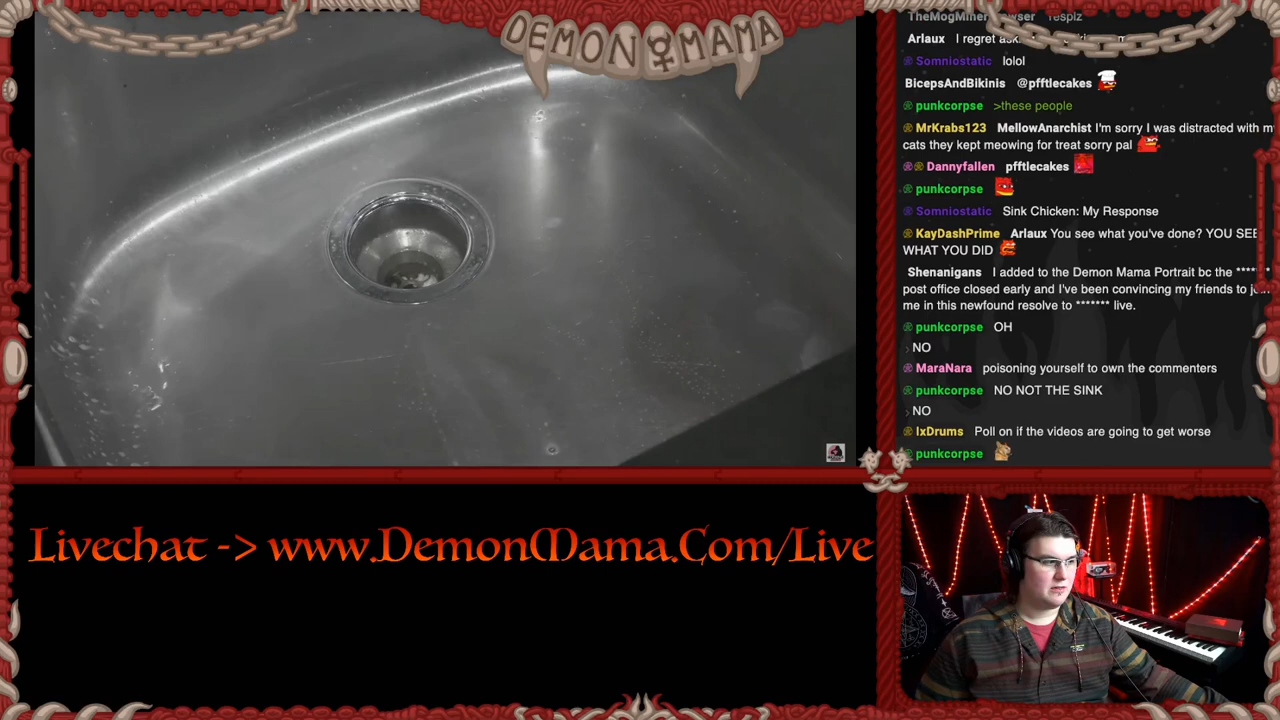 DEMON MAMA
TheMogMiner
Arlaux I regret
Somniostatic lolol
BicepsAndBikinis @pfftlecakes
punkcorpse >these people
MrKrabs123 MellowAnarchist I'm sorry I was distracted with m
cats they kept meowing for treat sorry pal
Dannyfallen pfftlecakes
punkcorpse
Somniostatic Sink Chicken: My Response
KayDashPrime Arlaux You see what you've done? YOU SEE
WHAT YOU DID
Shenanigans I added to the Demon Mama Portrait bc the ******
post office closed early and I've been convincing my friends to
me in this newfound resolve to ******* live.
punkcorpse OH
NO
MaraNara poisoning yourself to own the commenters
punkcorpse NO NOT THE SINK
NO
IxDrums Poll on if the videos are going to get worse
punkcorpse
Livechat -> www.DemonMama.Com/Live